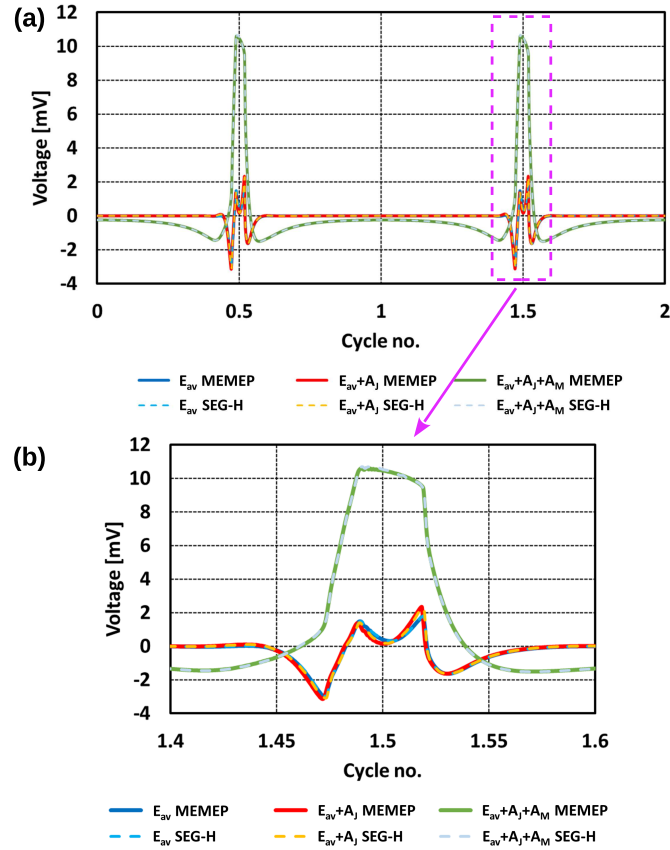 (a)
12
10
8
6
4
2
0
-2
-4
Voltage [mV]
0 0.5 1 1.5 2
Cycle no.
E_av MEMEP E_av+A_J MEMEP E_av+A_J+A_M MEMEP
E_av SEG-H E_av+A_J SEG-H E_av+A_J+A_M SEG-H
(b)
12
10
8
6
4
2
0
-2
-4
Voltage [mV]
1.4 1.45 1.5 1.55 1.6
Cycle no.
E_av MEMEP E_av+A_J MEMEP E_av+A_J+A_M MEMEP
E_av SEG-H E_av+A_J SEG-H E_av+A_J+A_M SEG-H